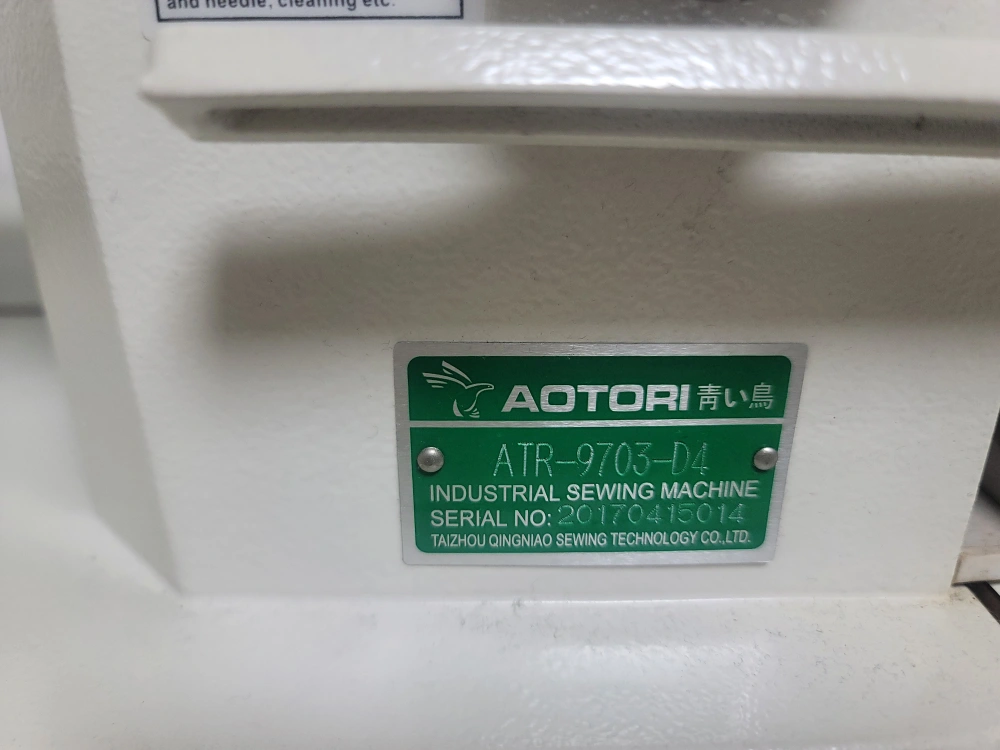 and needle, cleaning etc.
AOTORI 青い鳥
ATR-9703-D4
INDUSTRIAL SEWING MACHINE
SERIAL NO: 20170415014
TAIZHOU QINGNIAO SEWING TECHNOLOGY CO.,LTD.